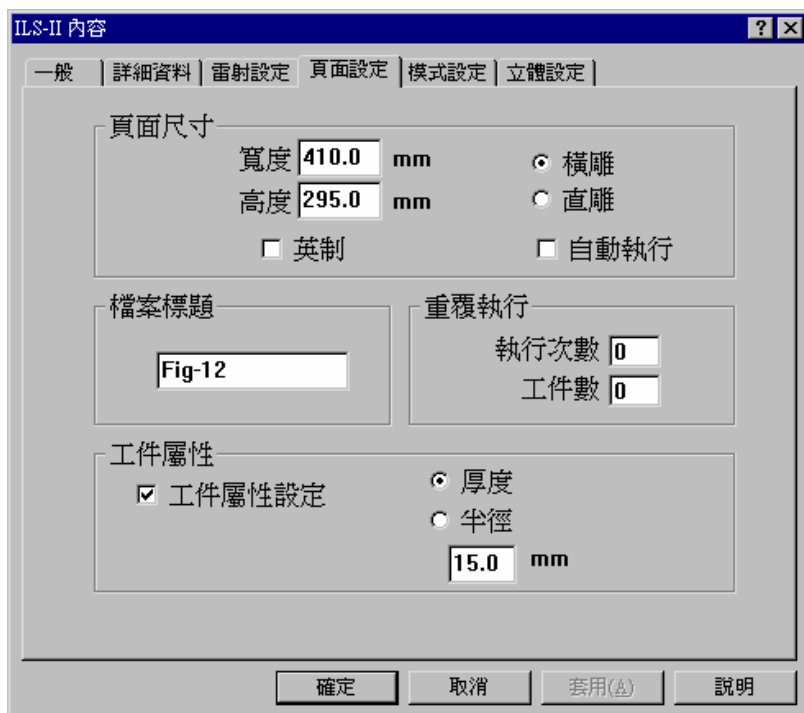 ILS-II 內容
一般 詳細資料 雷射設定 頁面設定 模式設定 立體設定
頁面尺寸
寬度 410.0 mm 橫雕
高度 295.0 mm 直雕
英制 自動執行
檔案標題 重覆執行
執行次數 0
Fig-12
工件數 0
工件屬性
工件屬性設定 厚度
半徑
15.0 mm
確定 取消 套用(A) 說明